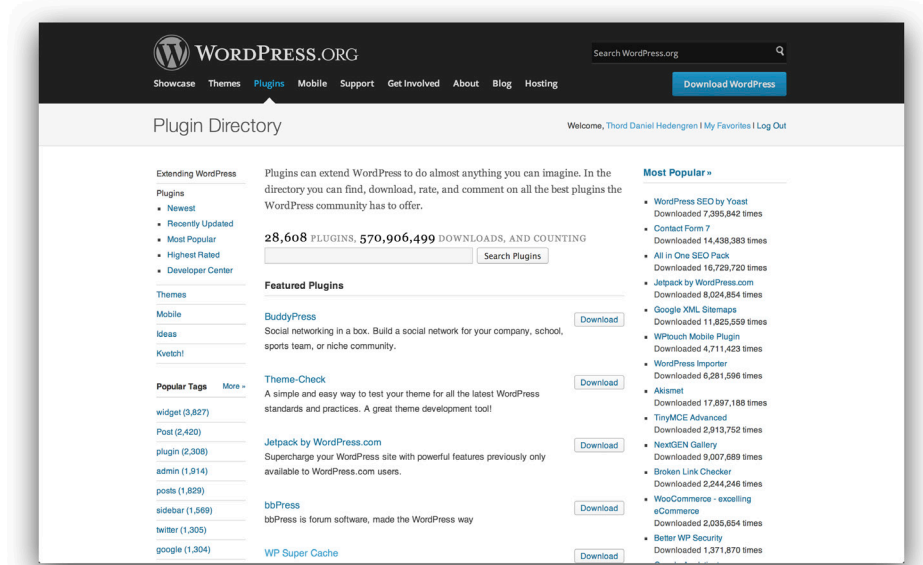 WORDPRESS.ORG
Search WordPress.org
Showcase Themes Plugins Mobile Support Get Involved About Blog Hosting
Download WordPress
Plugin Directory
Welcome, Thord Daniel Hedengren | My Favorites | Log Out
Extending WordPress
Plugins
Newest
Recently Updated
Most Popular
Highest Rated
Developer Center
Themes
Mobile
Ideas
Kvetch!
Popular Tags More »
widget (3,827)
Post (2,420)
plugin (2,308)
admin (1,914)
posts (1,829)
sidebar (1,569)
twitter (1,305)
google (1,304)
Plugins can extend WordPress to do almost anything you can imagine. In the
directory you can find, download, rate, and comment on all the best plugins the
WordPress community has to offer.
28,608 PLUGINS, 570,906,499 DOWNLOADS, AND COUNTING
Search Plugins
Featured Plugins
BuddyPress
Download
Social networking in a box. Build a social network for your company, school,
sports team, or niche community.
Theme-Check
Download
A simple and easy way to test your theme for all the latest WordPress
standards and practices. A great theme development tool!
Jetpack by WordPress.com
Download
Supercharge your WordPress site with powerful features previously only
available to WordPress.com users.
bbPress
Download
bbPress is forum software, made the WordPress way
WP Super Cache
Download
Most Popular »
WordPress SEO by Yoast
Downloaded 7,395,842 times
Contact Form 7
Downloaded 14,438,383 times
All in One SEO Pack
Downloaded 16,729,720 times
Jetpack by WordPress.com
Downloaded 8,024,854 times
Google XML Sitemaps
Downloaded 11,825,559 times
WPtouch Mobile Plugin
Downloaded 4,711,423 times
WordPress Importer
Downloaded 6,281,596 times
Akismet
Downloaded 17,897,188 times
TinyMCE Advanced
Downloaded 2,913,752 times
NextGEN Gallery
Downloaded 9,007,689 times
Broken Link Checker
Downloaded 2,244,246 times
WooCommerce - excelling
eCommerce
Downloaded 2,035,654 times
Better WP Security
Downloaded 1,371,870 times